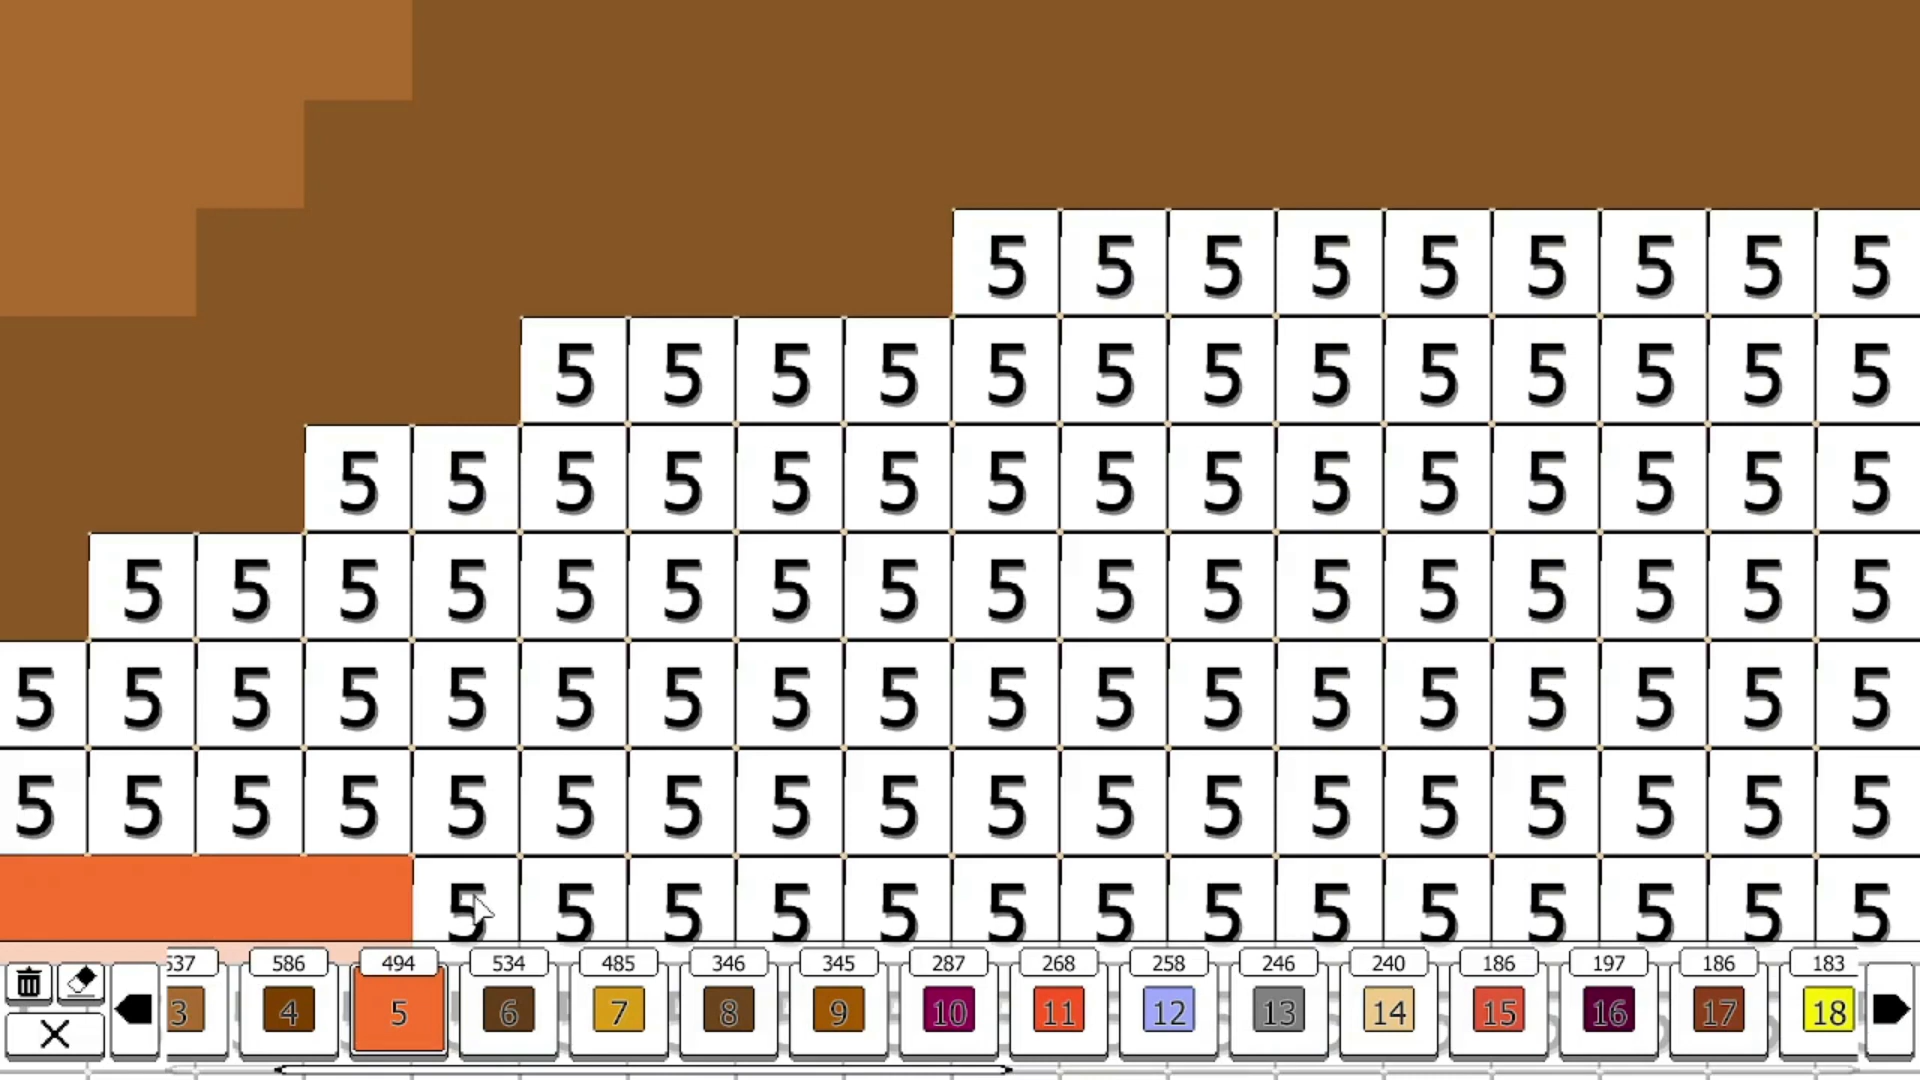 5 5 5 5 5 5 5 5 5
5 5 5 5 5 5 5 5 5 5 5 5 5
5 5 5 5 5 5 5 5 5 5 5 5 5 5 5
5 5 5 5 5 5 5 5 5 5 5 5 5 5 5 5 5
5 5 5 5 5 5 5 5 5 5 5 5 5 5 5 5 5 5
5 5 5 5 5 5 5 5 5 5 5 5 5 5 5 5 5 5
5 5 5 5 5 5 5 5 5 5 5 5 5 5
537 586 494 534 485 346 345 287 268 258 246 240 186 197 186 183
3 4 5 6 7 8 9 10 11 12 13 14 15 16 17 18